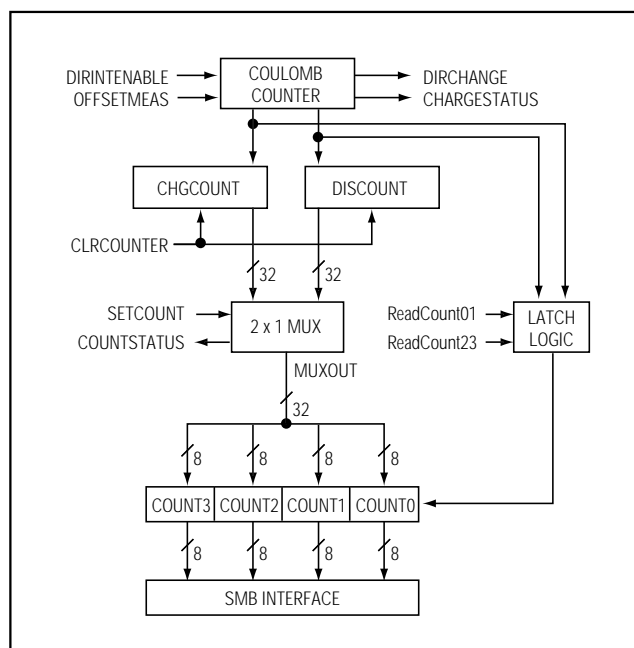 DIRINTENABLE
OFFSETMEAS
COULOMB
COUNTER
DIRCHANGE
CHARGESTATUS
CHGCOUNT
DISCOUNT
CLRCOUNTER
32
32
SETCOUNT
COUNTSTATUS
2 x 1 MUX
ReadCount01
ReadCount23
LATCH
LOGIC
MUXOUT
32
8
8
8
8
COUNT3
COUNT2
COUNT1
COUNT0
8
8
8
8
SMB INTERFACE